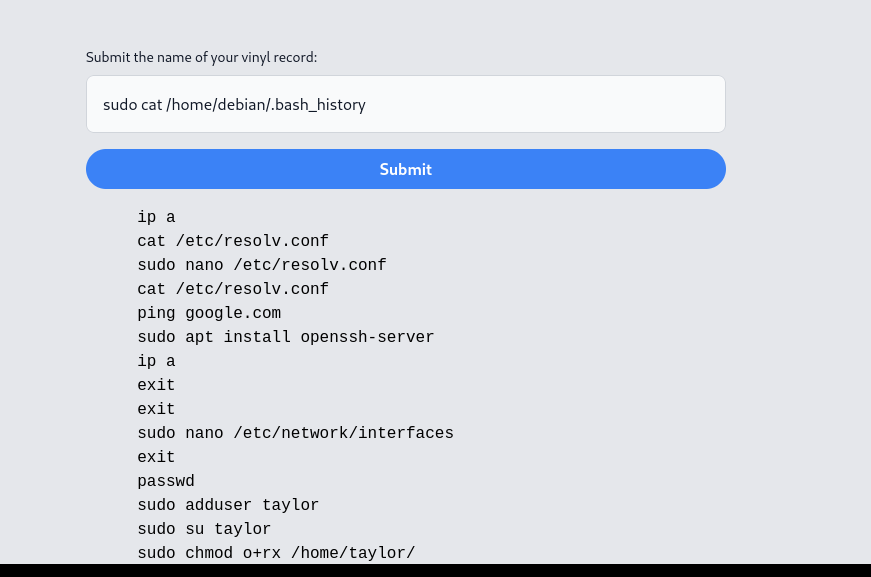 Submit the name of your vinyl record:
sudo cat /home/debian/.bash_history
Submit
ip a
cat /etc/resolv.conf
sudo nano /etc/resolv.conf
cat /etc/resolv.conf
ping google.com
sudo apt install openssh-server
ip a
exit
exit
sudo nano /etc/network/interfaces
exit
passwd
sudo adduser taylor
sudo su taylor
sudo chmod o+rx /home/taylor/